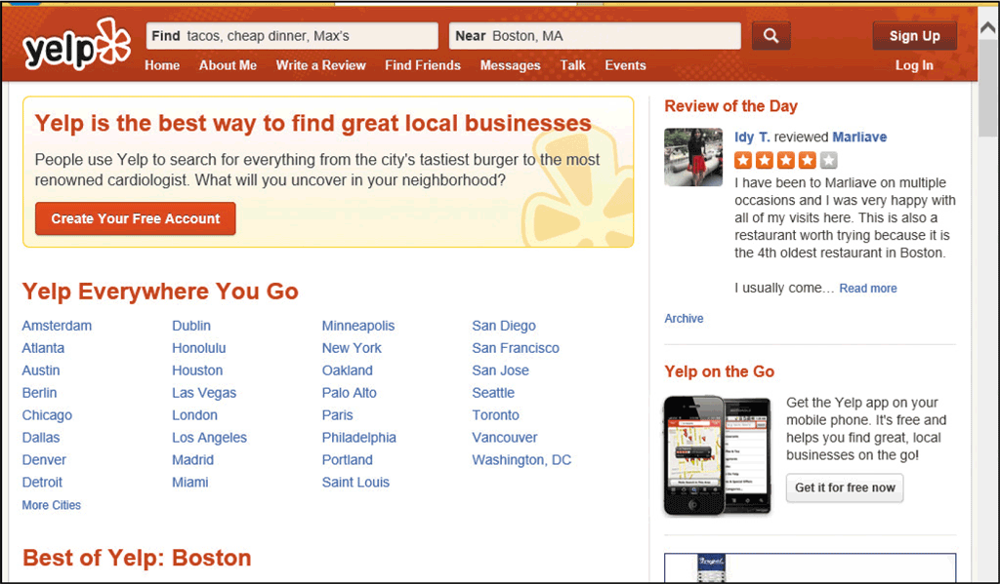 yelp
Find tacos, cheap dinner, Max's
Near Boston, MA
Sign Up
Home About Me Write a Review Find Friends Messages Talk Events
Log In
Yelp is the best way to find great local businesses
People use Yelp to search for everything from the city's tastiest burger to the most
renowned cardiologist. What will you uncover in your neighborhood?
Create Your Free Account
Yelp Everywhere You Go
Amsterdam
Atlanta
Austin
Berlin
Chicago
Dallas
Denver
Detroit
More Cities
Dublin
Honolulu
Houston
Las Vegas
London
Los Angeles
Madrid
Miami
Minneapolis
New York
Oakland
Palo Alto
Paris
Philadelphia
Portland
Saint Louis
San Diego
San Francisco
San Jose
Seattle
Toronto
Vancouver
Washington, DC
Best of Yelp: Boston
Review of the Day
Idy T. reviewed Marliave
I have been to Marliave on multiple
occasions and I was very happy with
all of my visits here. This is also a
restaurant worth trying because it is
the 4th oldest restaurant in Boston.
I usually come... Read more
Archive
Yelp on the Go
Get the Yelp app on your
mobile phone. It's free and
helps you find great, local
businesses on the go!
Get it for free now